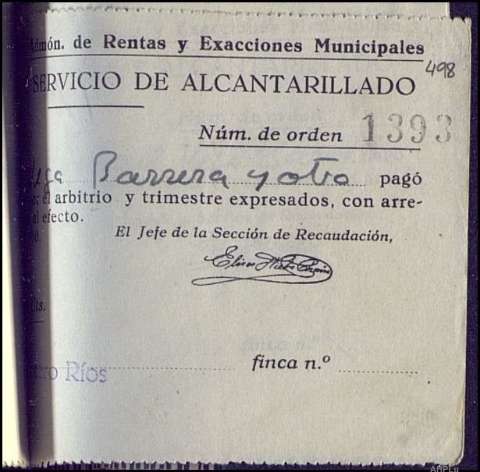 Admón. de Rentas y Exacciones Municipales
498
SERVICIO DE ALCANTARILLADO
Núm. de orden 1393
Barrera y otro pagó
el arbitrio y trimestre expresados, con arre-
efecto.
El Jefe de la Sección de Recaudación,
finca n.º
Ríos